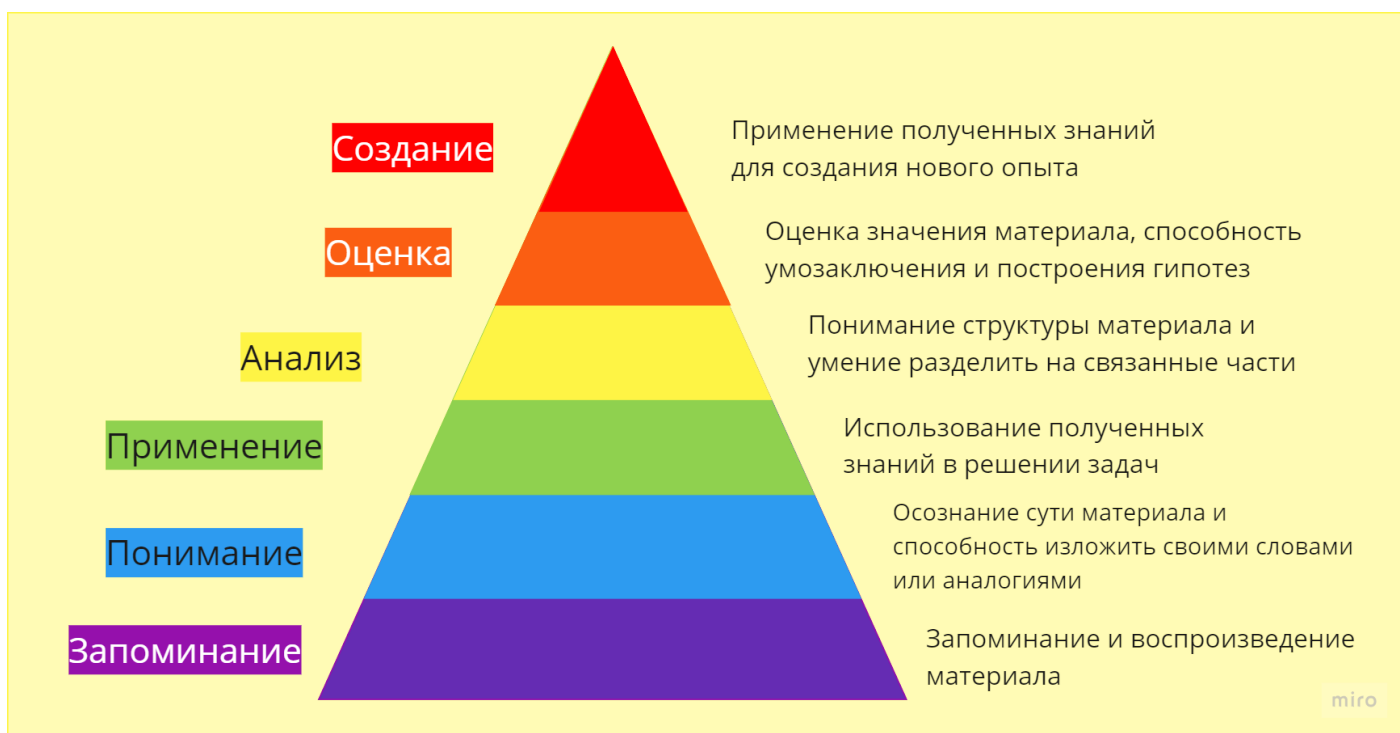 Создание
Применение полученных знаний
для создания нового опыта
Оценка
Оценка значения материала, способность
умозаключения и построения гипотез
Анализ
Понимание структуры материала и
умение разделить на связанные части
Применение
Использование полученных
знаний в решении задач
Понимание
Осознание сути материала и
способность изложить своими словами
или аналогиями
Запоминание
Запоминание и воспроизведение
материала
miro